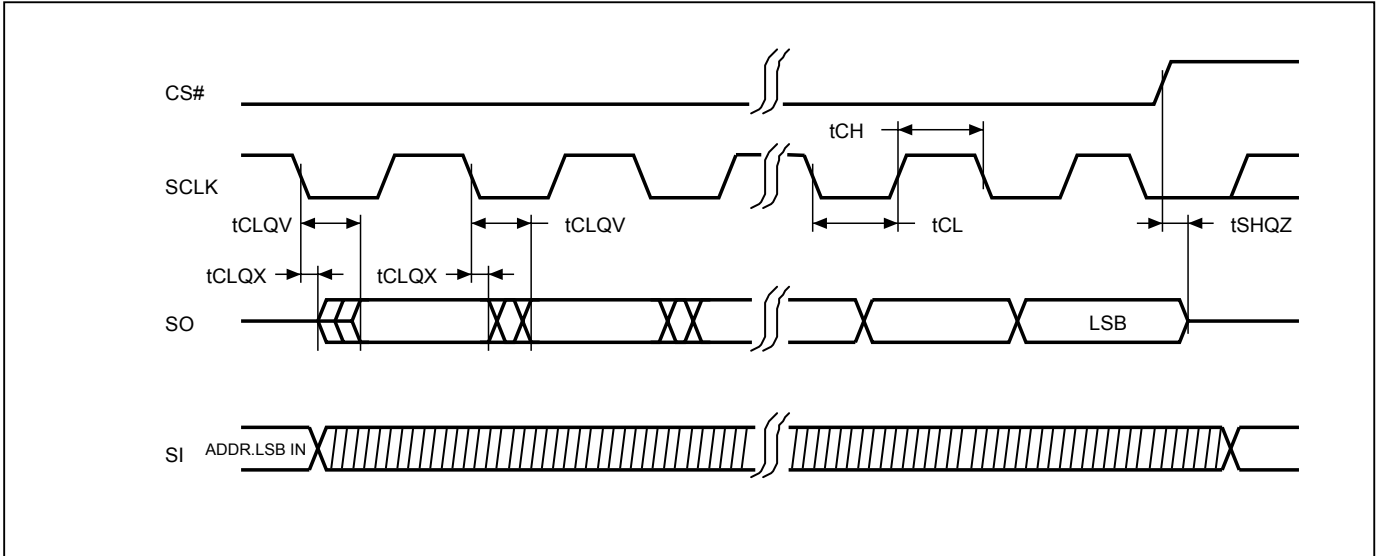 CS#
tCH
SCLK
tCLQV
tCLQV
tCL
tSHQZ
tCLQX
tCLQX
SO
LSB
SI
ADDR.LSB IN